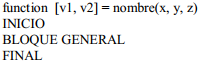 function [v1, v2] = nombre(x, y, z)
INICIO
BLOQUE GENERAL
FINAL